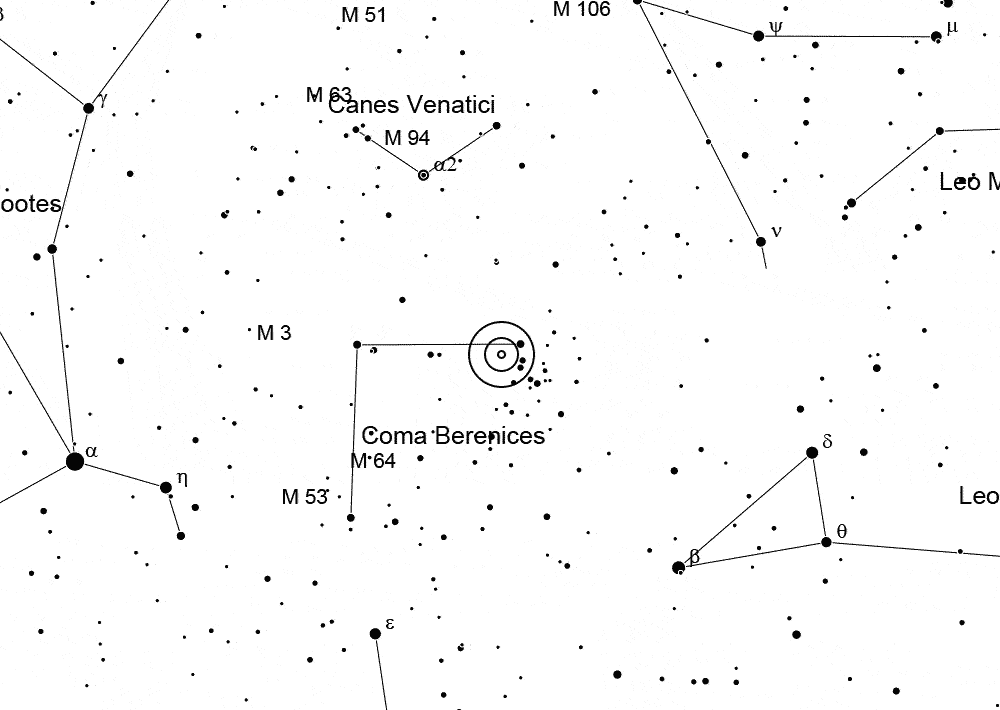 M 51
M 106
ψ
μ
γ
M 63
Canes Venatici
M 94
α2
Leo M
ootes
ν
M 3
Coma Berenices
α
δ
M 64
η
M 53
Leo
θ
β
ε